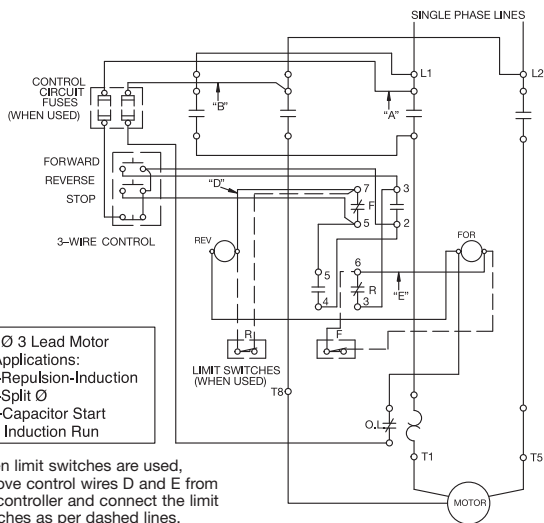 SINGLE PHASE LINES
L1
L2
CONTROL
CIRCUIT
FUSES
(WHEN USED)
"B"
"A"
FORWARD
REVERSE
STOP
3–WIRE CONTROL
"D"
7
3
F
5
2
REV
FOR
5
6
R
"E"
4
3
R
F
LIMIT SWITCHES
(WHEN USED)
T8
O.L.
T1
T5
MOTOR
Ø 3 Lead Motor
Applications:
-Repulsion-Induction
-Split Ø
-Capacitor Start
Induction Run
en limit switches are used,
ove control wires D and E from
controller and connect the limit
tches as per dashed lines.